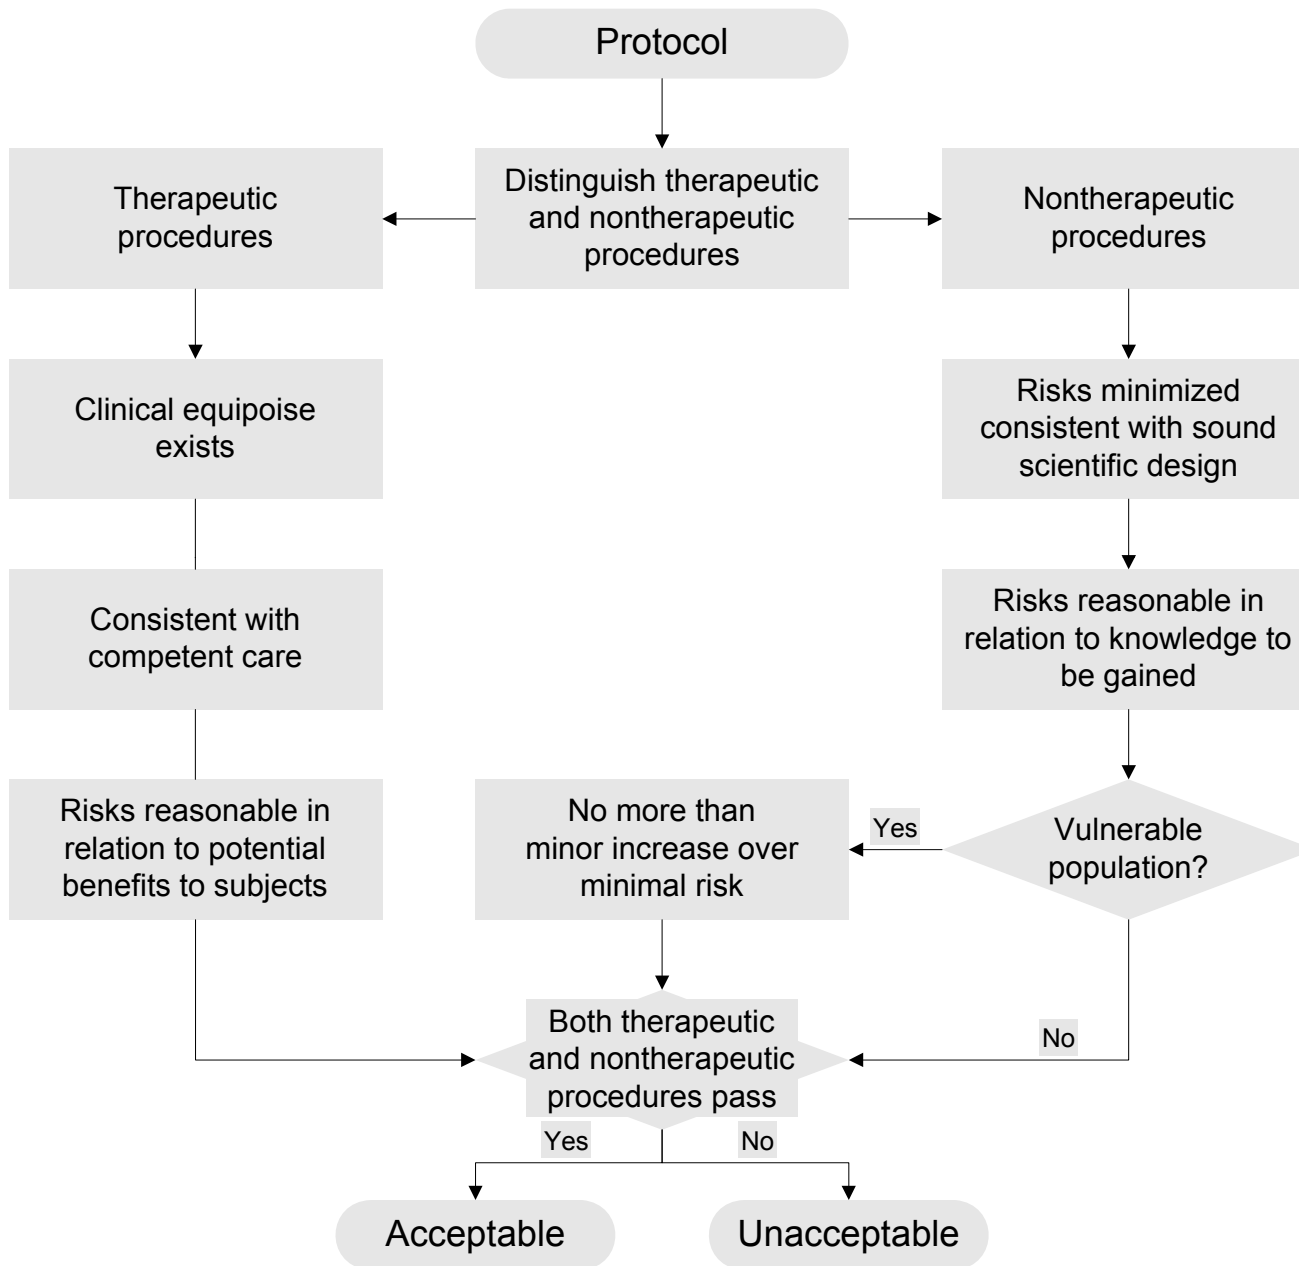 Protocol
Distinguish therapeutic
and nontherapeutic
procedures
Therapeutic
procedures
Nontherapeutic
procedures
Clinical equipoise
exists
Risks minimized
consistent with sound
scientific design
Consistent with
competent care
Risks reasonable in
relation to knowledge to
be gained
Risks reasonable in
relation to potential
benefits to subjects
No more than
minor increase over
minimal risk
Yes
Vulnerable
population?
Both therapeutic
and nontherapeutic
procedures pass
No
Yes
No
Acceptable
Unacceptable